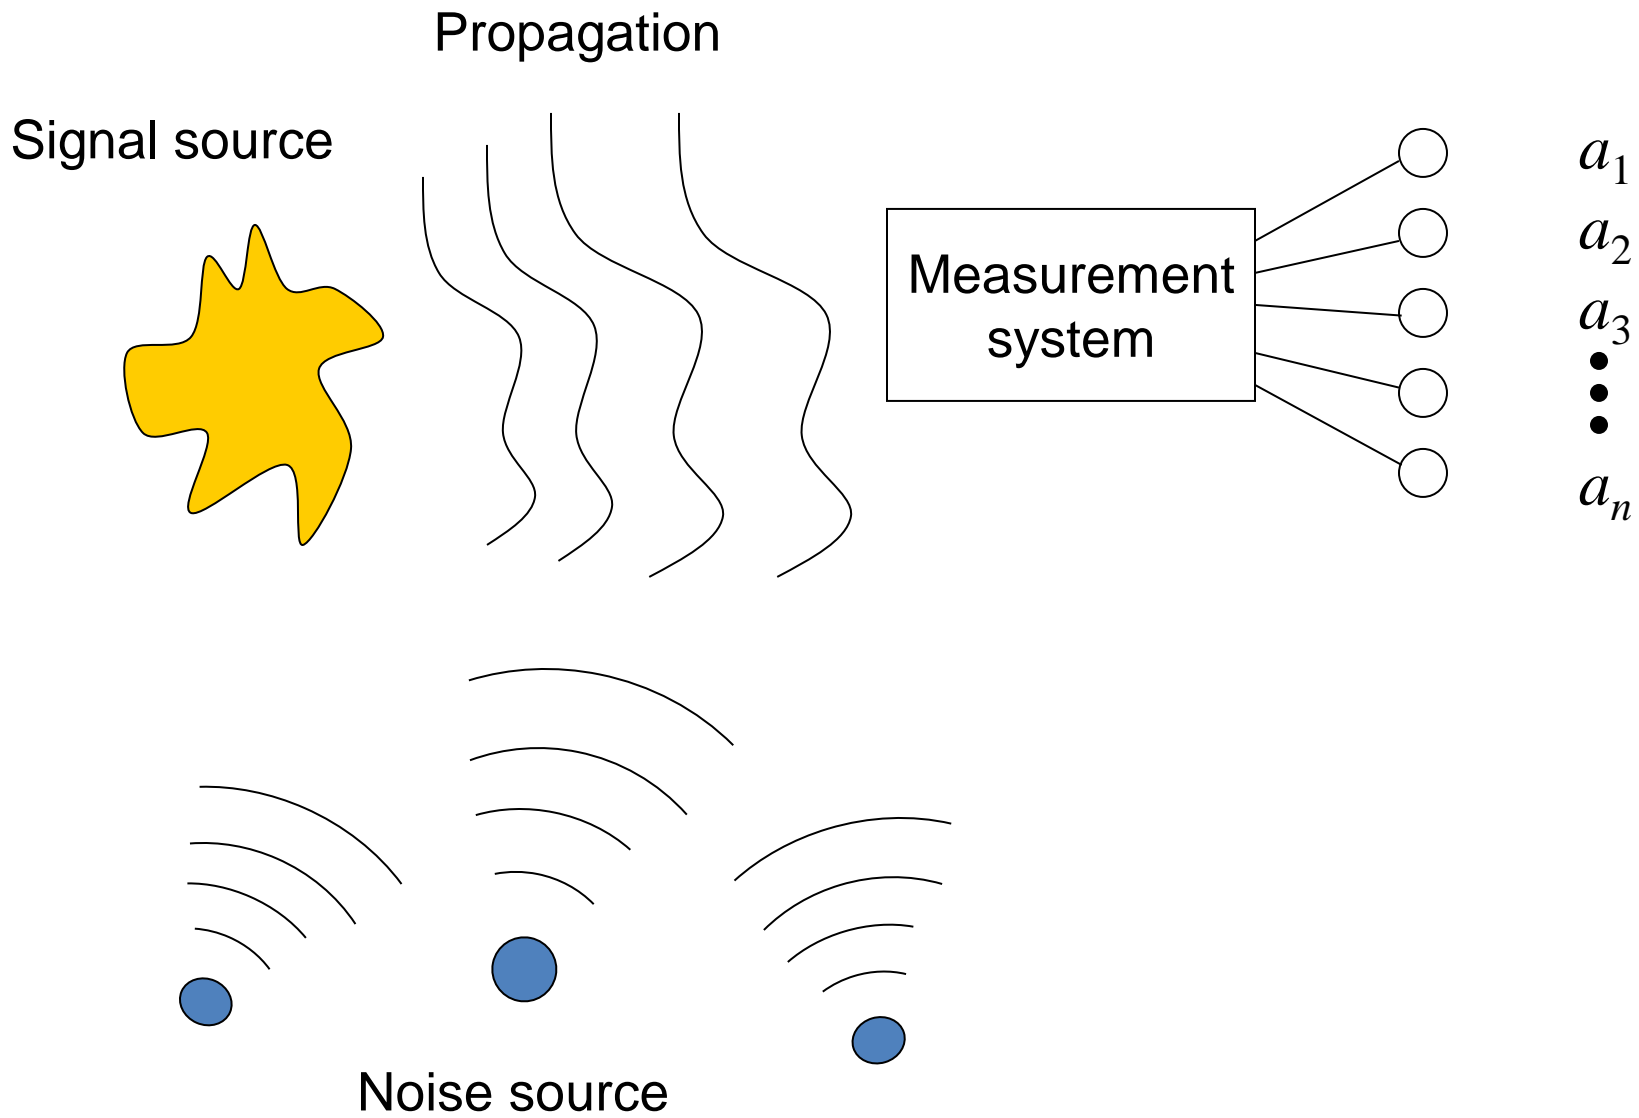 Propagation
Signal source
Measurement
system
a₁
a₂
a₃
aₙ
Noise source